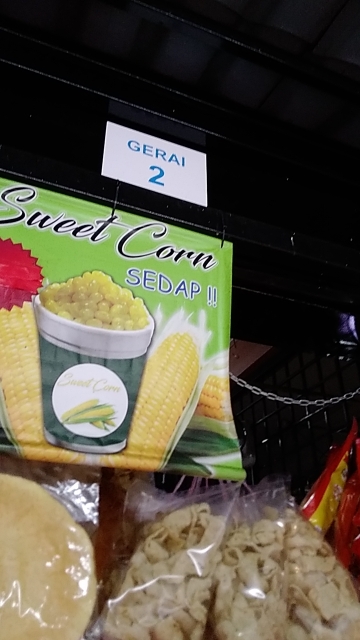 GERAI
2
Sweet Corn
SEDAP !!
Sweet Corn